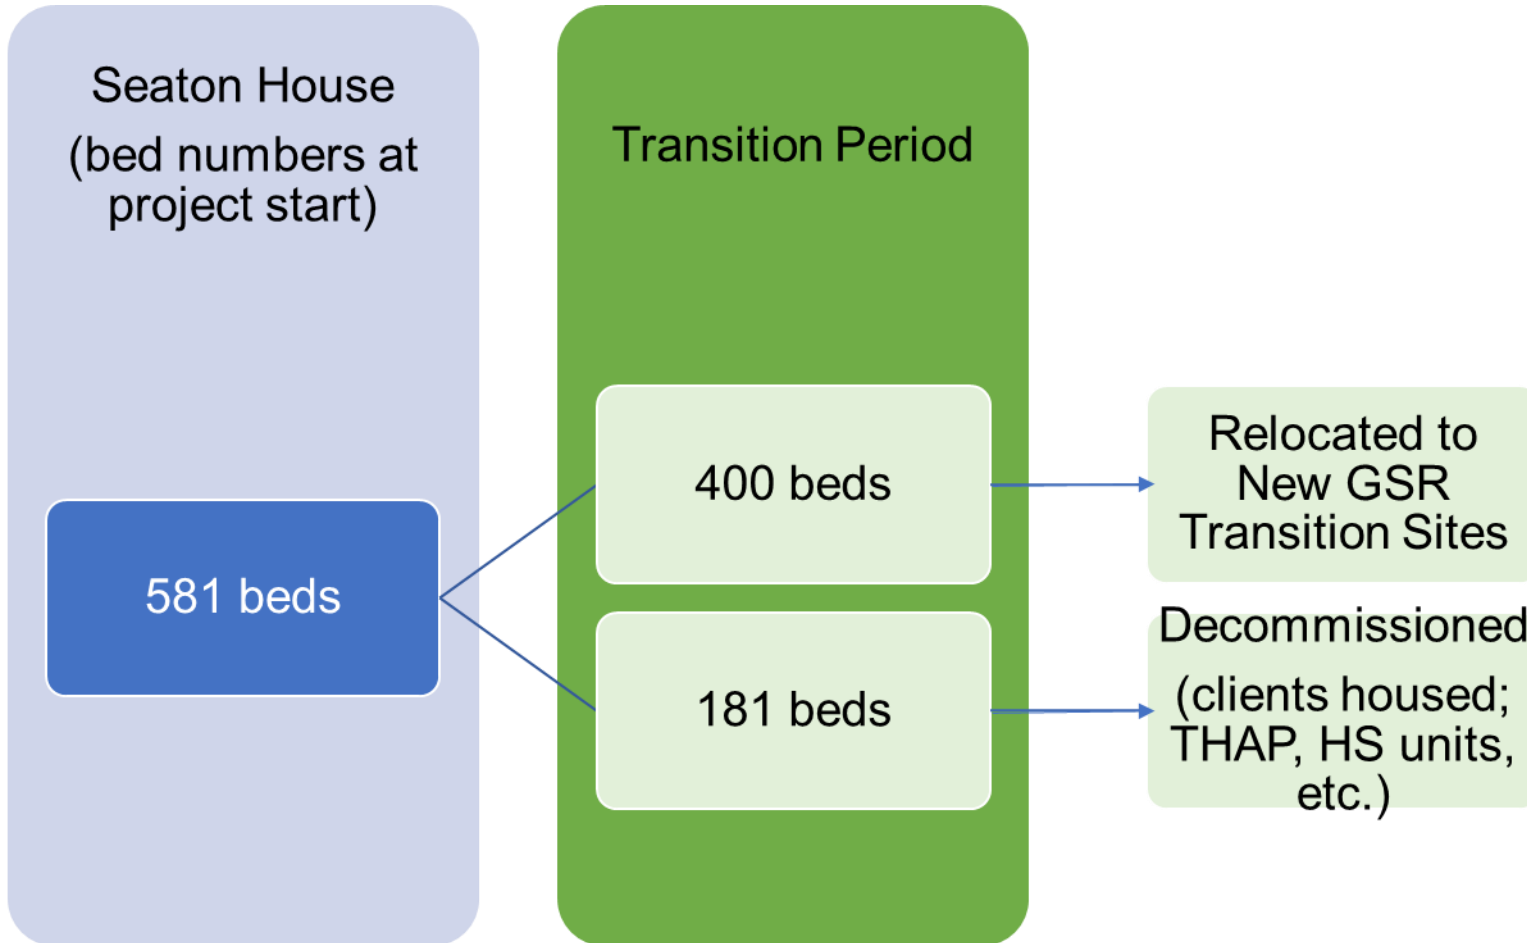 Seaton House
(bed numbers at
project start)
581 beds
Transition Period
400 beds
181 beds
Relocated to
New GSR
Transition Sites
Decommissioned
(clients housed;
THAP, HS units,
etc.)